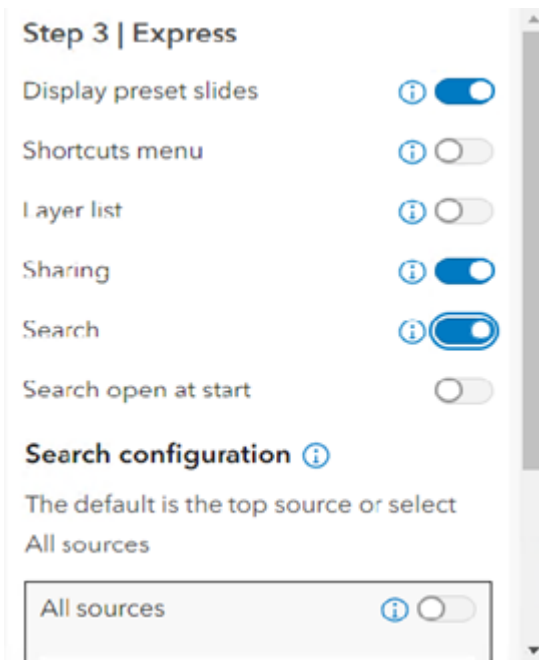 Step 3 | Express
Display preset slides
Shortcuts menu
Layer list
Sharing
Search
Search open at start
Search configuration
The default is the top source or select
All sources
All sources